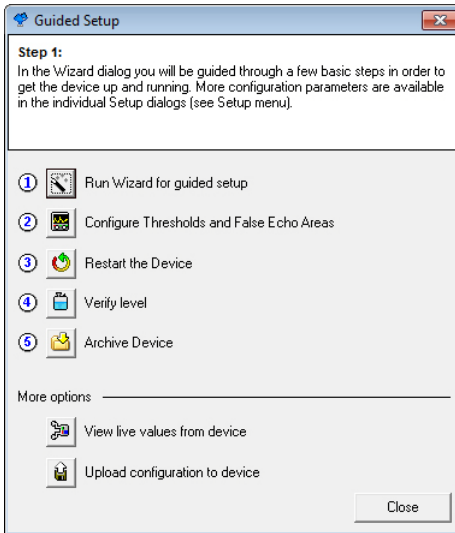 Guided Setup
Step 1:
In the Wizard dialog you will be guided through a few basic steps in order to
get the device up and running. More configuration parameters are available
in the individual Setup dialogs (see Setup menu).
1 Run Wizard for guided setup
2 Configure Thresholds and False Echo Areas
3 Restart the Device
4 Verify level
5 Archive Device
More options
View live values from device
Upload configuration to device
Close